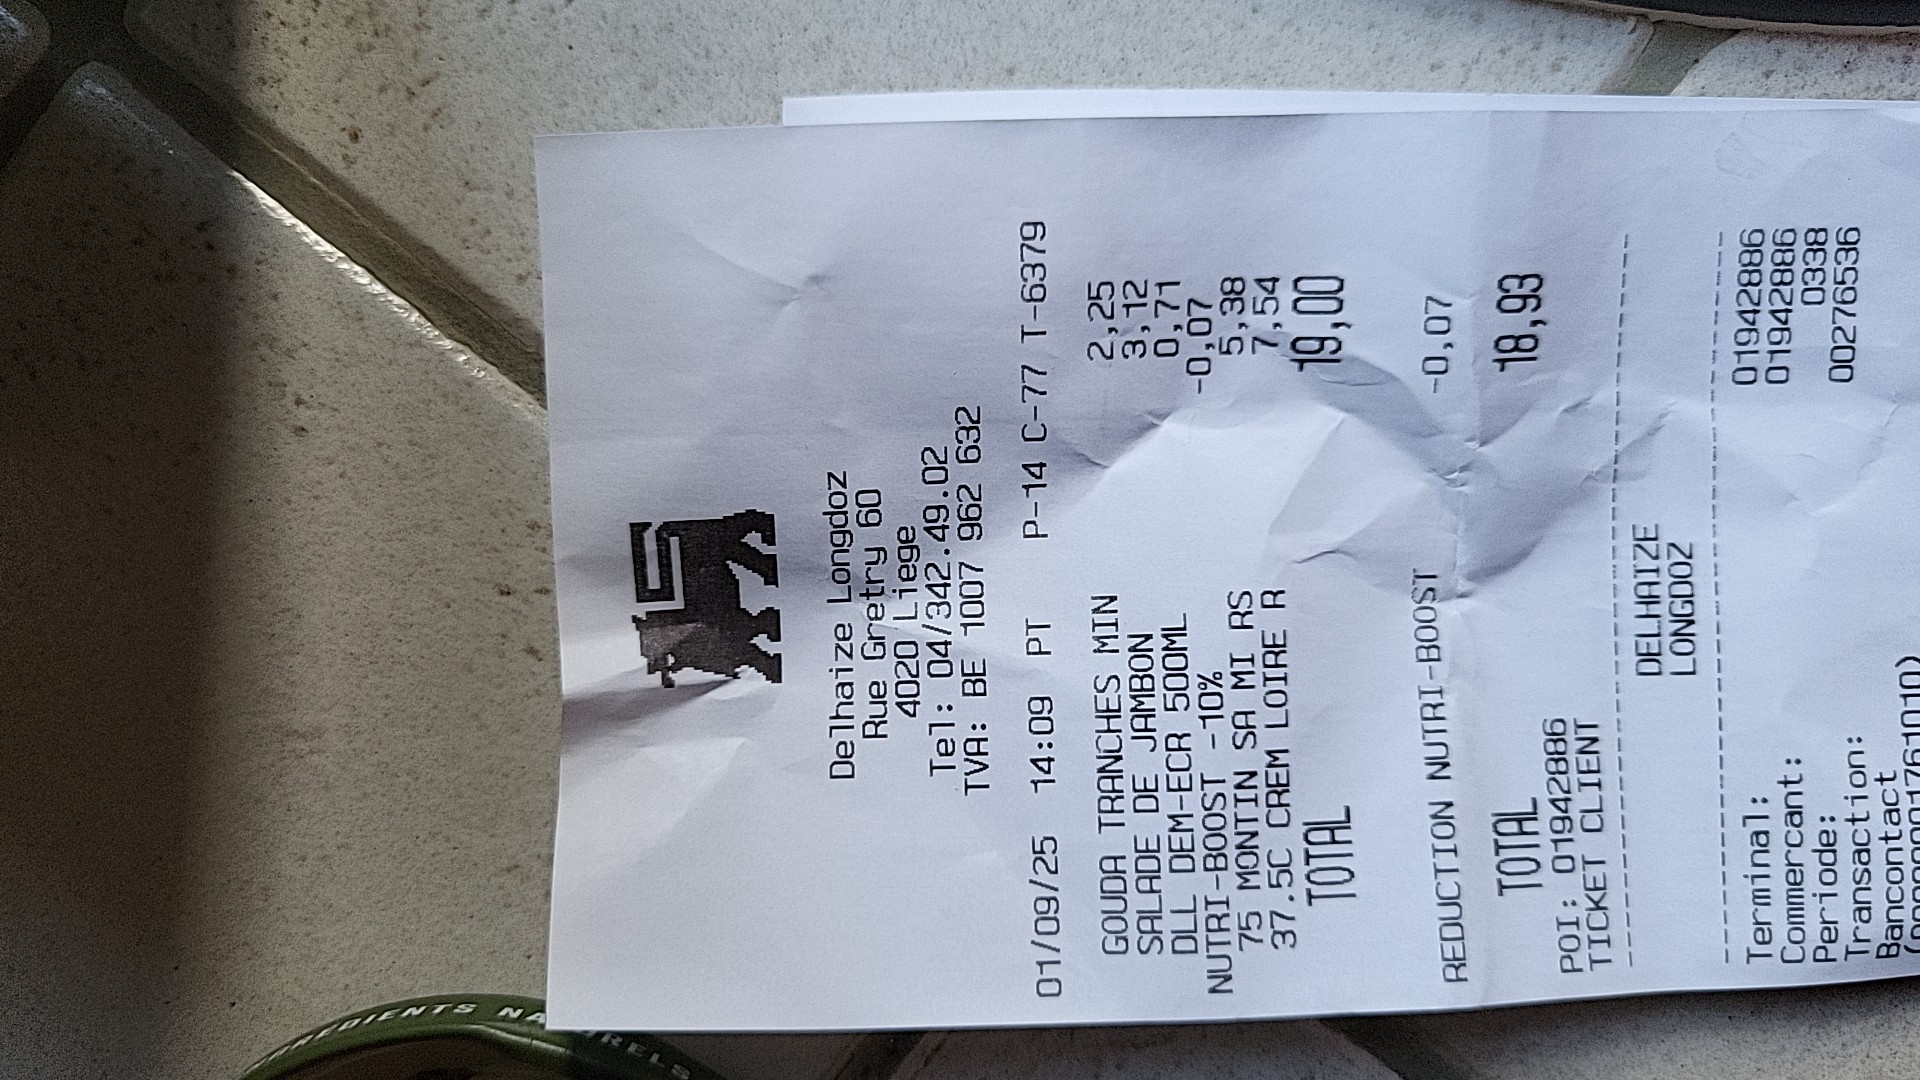 Delhaize Longdoz
Rue Gretry 60
4020 Liege
Tel: 04/342.49.02
TVA: BE 1007 962 632
01/09/25 14:09 PT P-14 C-77 T-6379
GOUDA TRANCHES MIN 2,25
SALADE DE JAMBON 3,12
DLL DEM-ECR 500ML 0,71
NUTRI-BOOST -10% -0,07
75 MONTIN SA MI RS 5,38
37.5C CREM LOIRE R 7,54
TOTAL 19,00
REDUCTION NUTRI-BOOST -0,07
TOTAL 18,93
POI: 01942886
TICKET CLIENT
DELHAIZE
LONGDOZ
Terminal: 01942886
Commercant: 01942886
Periode: 0338
Transaction: 00276536
Bancontact